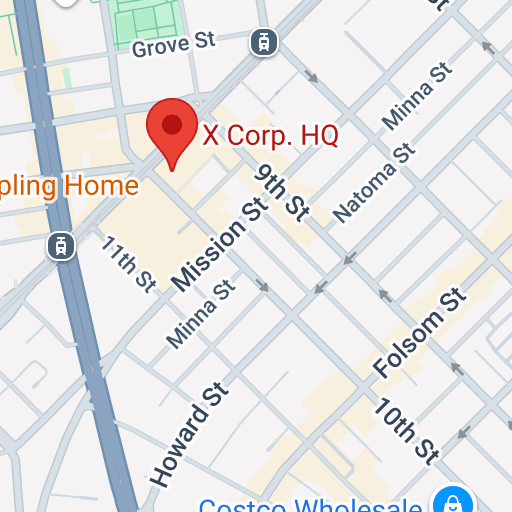 Grove St
Minna St
X Corp. HQ
pling Home
9th St
Natoma St
Mission St
11th St
Minna St
Folsom St
Howard St
10th St
Costco Wholesale